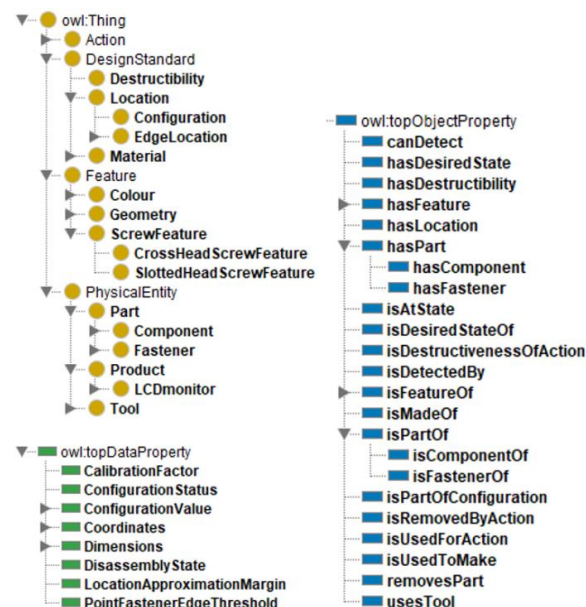 owl:Thing
Action
DesignStandard
Destructibility
Location
Configuration
EdgeLocation
Material
Feature
Colour
Geometry
ScrewFeature
CrossHeadScrewFeature
SlottedHeadScrewFeature
PhysicalEntity
Part
Component
Fastener
Product
LCDmonitor
Tool
owl:topDataProperty
CalibrationFactor
ConfigurationStatus
ConfigurationValue
Coordinates
Dimensions
DisassemblyState
LocationApproximationMargin
PointFastenerEdgeThreshold
owl:topObjectProperty
canDetect
hasDesiredState
hasDestructibility
hasFeature
hasLocation
hasPart
hasComponent
hasFastener
isAtState
isDesiredStateOf
isDestructivenessOfAction
isDetectedBy
isFeatureOf
isMadeOf
isPartOf
isComponentOf
isFastenerOf
isPartOfConfiguration
isRemovedByAction
isUsedForAction
isUsedToMake
removesPart
usesTool